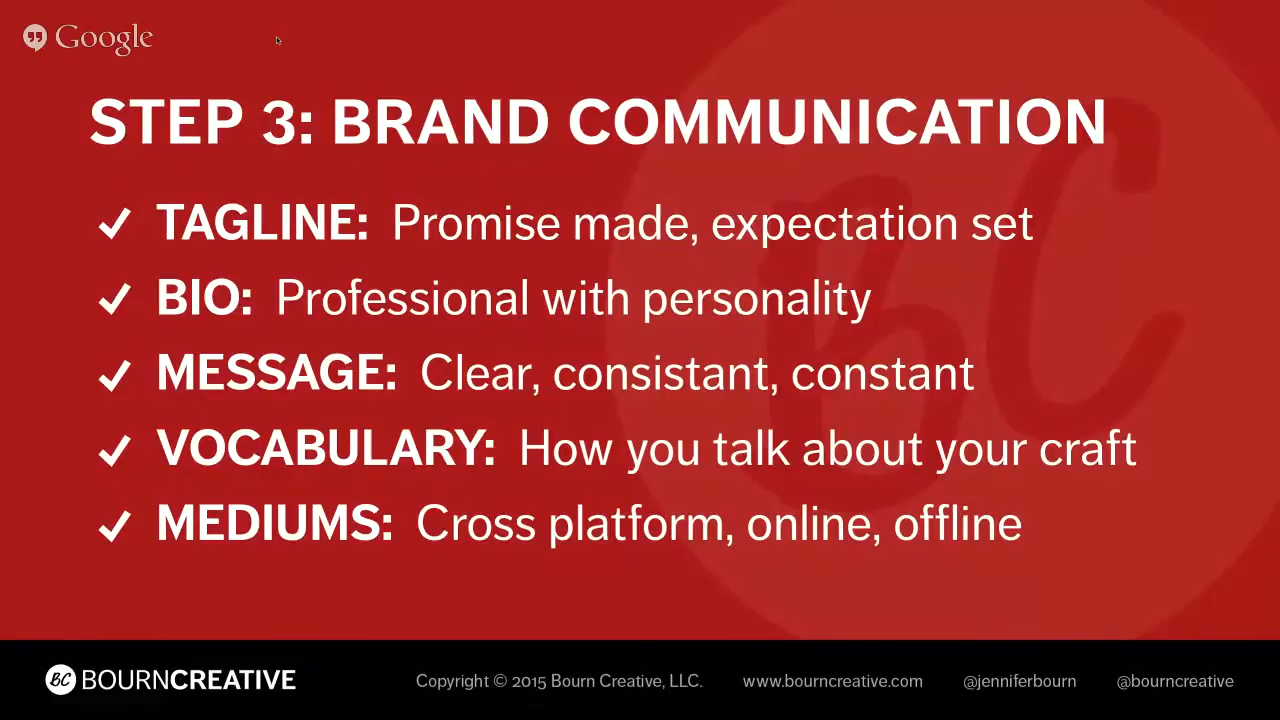 Google
STEP 3: BRAND COMMUNICATION
TAGLINE: Promise made, expectation set
BIO: Professional with personality
MESSAGE: Clear, consistant, constant
VOCABULARY: How you talk about your craft
MEDIUMS: Cross platform, online, offline
BC
BC BOURNCREATIVE Copyright © 2015 Bourn Creative, LLC. www.bourncreative.com @jenniferbourn @bourncreative